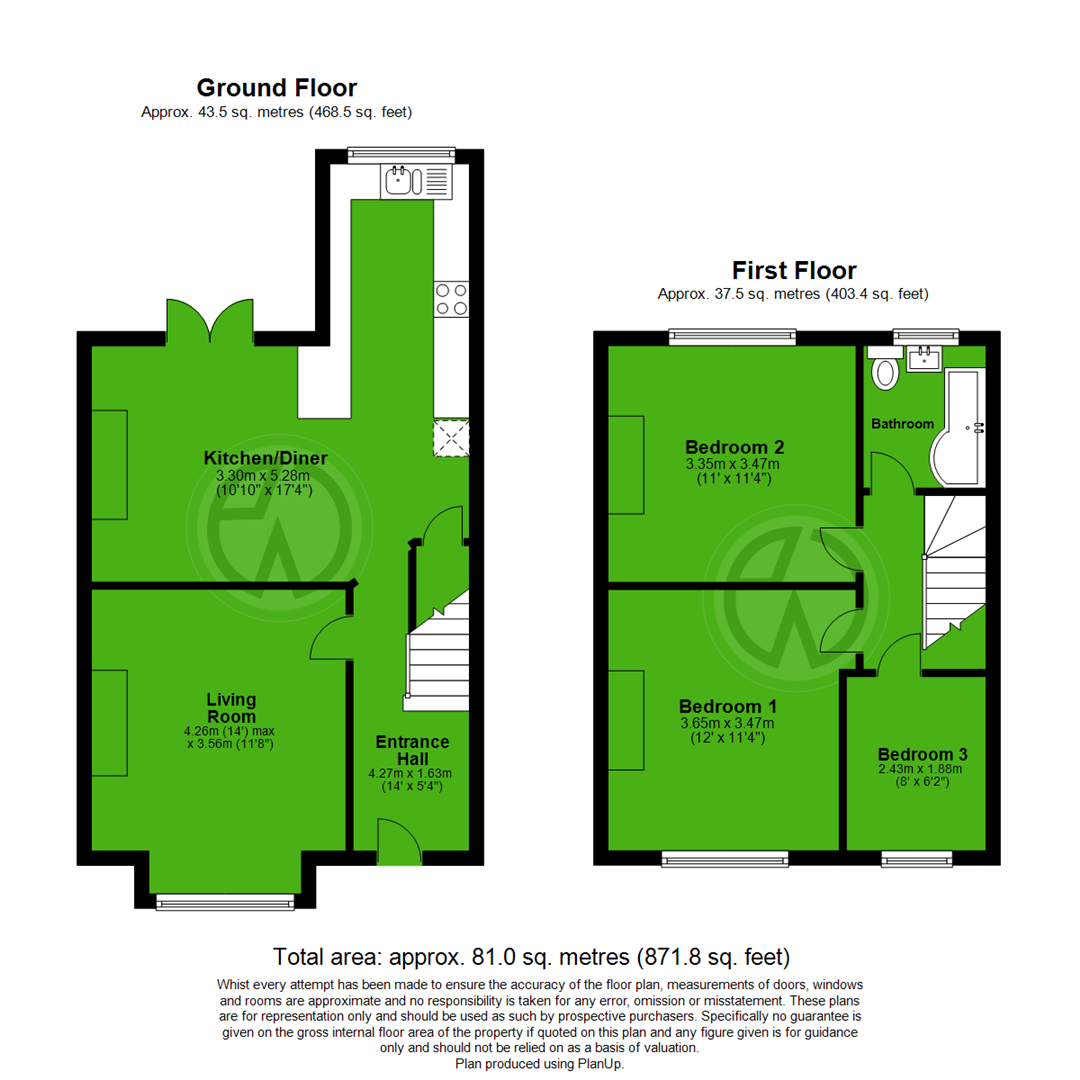 Ground Floor
Approx. 43.5 sq. metres (468.5 sq. feet)
Kitchen/Diner
3.30m x 5.28m
(10'10" x 17'4")
Living
Room
4.26m (14') max
x 3.56m (11'8")
Entrance
Hall
4.27m x 1.63m
(14' x 5'4")
First Floor
Approx. 37.5 sq. metres (403.4 sq. feet)
Bathroom
Bedroom 2
3.35m x 3.47m
(11' x 11'4")
Bedroom 1
3.65m x 3.47m
(12' x 11'4")
Bedroom 3
2.43m x 1.88m
(8' x 6'2")
Total area: approx. 81.0 sq. metres (871.8 sq. feet)
Whilst every attempt has been made to ensure the accuracy of the floor plan, measurements of doors, windows
and rooms are approximate and no responsibility is taken for any error, omission or misstatement. These plans
are for representation only and should be used as such by prospective purchasers. Specifically no guarantee is
given on the gross internal floor area of the property if quoted on this plan and any figure given is for guidance
only and should not be relied on as a basis of valuation.
Plan produced using PlanUp.